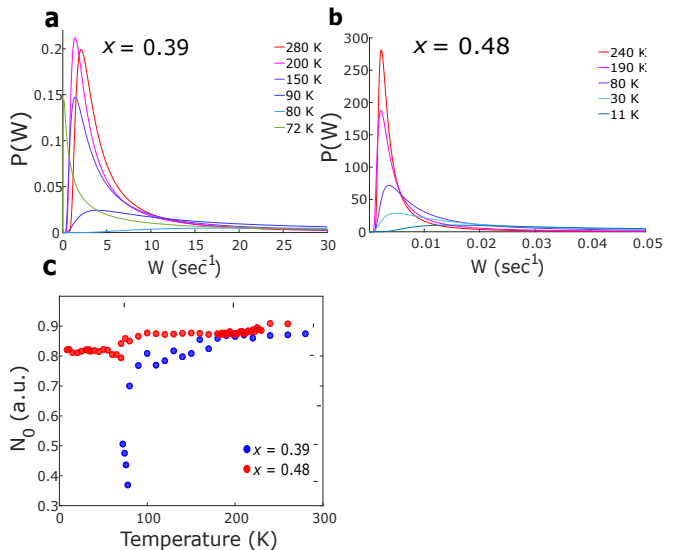 a
x = 0.39
0.2
0.15
0.1
0.05
0
P(W)
0 5 10 15 20 25 30
W (sec-1)
280 K
200 K
150 K
90 K
80 K
72 K
b
x = 0.48
300
250
200
150
100
50
0
P(W)
0.01 0.02 0.03 0.04 0.05
W (sec-1)
240 K
190 K
80 K
30 K
11 K
c
0.9
0.8
0.7
0.6
0.5
0.4
0.3
N0 (a.u.)
0 100 200 300
Temperature (K)
x = 0.39
x = 0.48